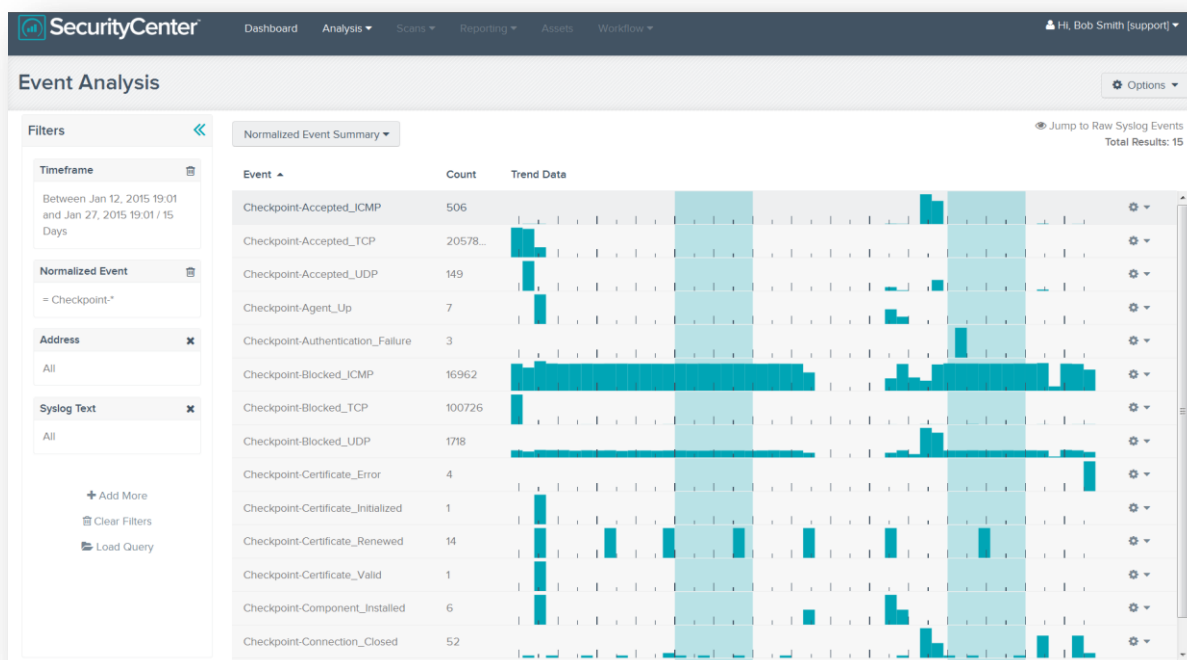 SecurityCenter
Dashboard Analysis Scans Reporting Assets Workflow
Hi, Bob Smith [support]
Event Analysis
Options
Filters
Timeframe
Between Jan 12, 2015 19:01
and Jan 27, 2015 19:01 / 15
Days
Normalized Event
= Checkpoint-*
Address
All
Syslog Text
All
Add More
Clear Filters
Load Query
Normalized Event Summary
Jump to Raw Syslog Events
Total Results: 15
Event Count Trend Data
Checkpoint-Accepted_ICMP 506
Checkpoint-Accepted_TCP 20578...
Checkpoint-Accepted_UDP 149
Checkpoint-Agent_Up 7
Checkpoint-Authentication_Failure 3
Checkpoint-Blocked_ICMP 16962
Checkpoint-Blocked_TCP 100726
Checkpoint-Blocked_UDP 1718
Checkpoint-Certificate_Error 4
Checkpoint-Certificate_Initialized 1
Checkpoint-Certificate_Renewed 14
Checkpoint-Certificate_Valid 1
Checkpoint-Component_Installed 6
Checkpoint-Connection_Closed 52